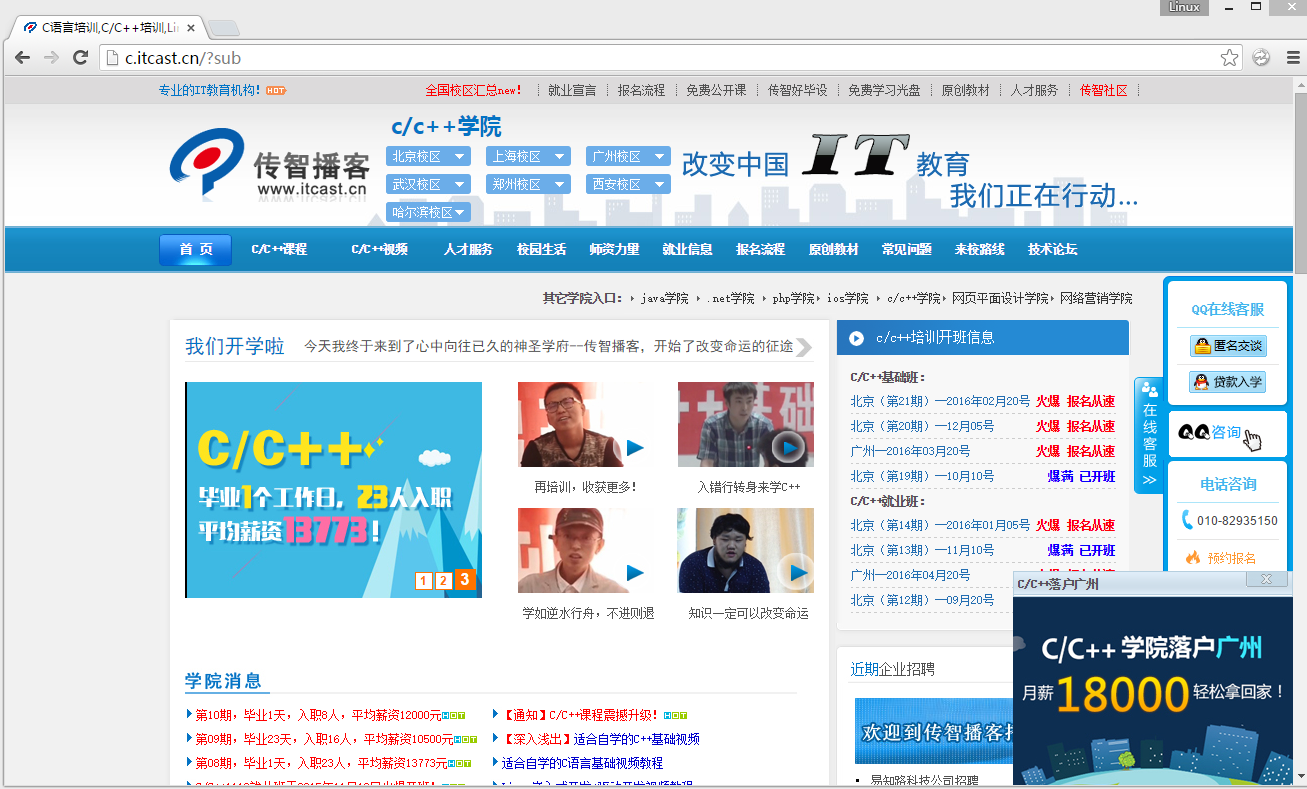 Linux
C语言培训,C/C++培训,Li
c.itcast.cn/?sub
专业的IT教育机构! HOT
全国校区汇总new! 就业宣言 报名流程 免费公开课 传智好毕设 免费学习光盘 原创教材 人才服务 传智社区
传智播客
www.itcast.cn
c/c++学院
北京校区 上海校区 广州校区
武汉校区 郑州校区 西安校区
哈尔滨校区
改变中国 IT 教育
我们正在行动...
首 页 C/C++课程 C/C++视频 人才服务 校园生活 师资力量 就业信息 报名流程 原创教材 常见问题 来校路线 技术论坛
其它学院入口: java学院 .net学院 php学院 ios学院 c/c++学院 网页平面设计学院 网络营销学院
我们开学啦 今天我终于来到了心中向往已久的神圣学府--传智播客，开始了改变命运的征途
C/C++
毕业1个工作日，23人入职
平均薪资13773！
1 2 3
再培训，收获更多！
入错行转身来学C++
学如逆水行舟，不进则退
知识一定可以改变命运
c/c++培训开班信息
C/C++基础班:
北京（第21期）—2016年02月20号 火爆 报名从速
北京（第20期）—12月05号 火爆 报名从速
广州—2016年03月20号 火爆 报名从速
北京（第19期）—10月10号 爆满 已开班
C/C++就业班:
北京（第14期）—2016年01月05号 火爆 报名从速
北京（第13期）—11月10号 爆满 已开班
广州—2016年04月20号
北京（第12期）—09月20号
在线客服
>>
QQ在线客服
匿名交谈
贷款入学
咨询
电话咨询
010-82935150
预约报名
C/C++落户广州
C/C++ 学院落户广州
月薪18000轻松拿回家！
学院消息
第10期，毕业1天，入职8人，平均薪资12000元HOT
第09期，毕业23天，入职16人，平均薪资10500元HOT
第08期，毕业1天，入职23人，平均薪资13773元HOT
【通知】C/C++课程震撼升级！HOT
【深入浅出】适合自学的C++基础视频
适合自学的C语言基础视频教程
近期企业招聘
欢迎到传智播客
易知路科技公司招聘